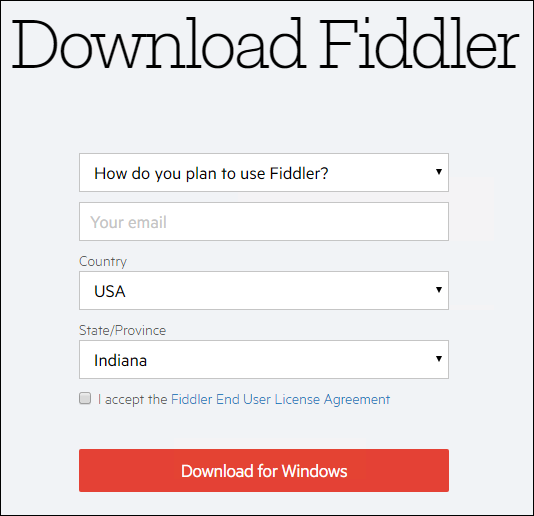 Download Fiddler
How do you plan to use Fiddler?
Your email
Country
USA
State/Province
Indiana
I accept the Fiddler End User License Agreement
Download for Windows